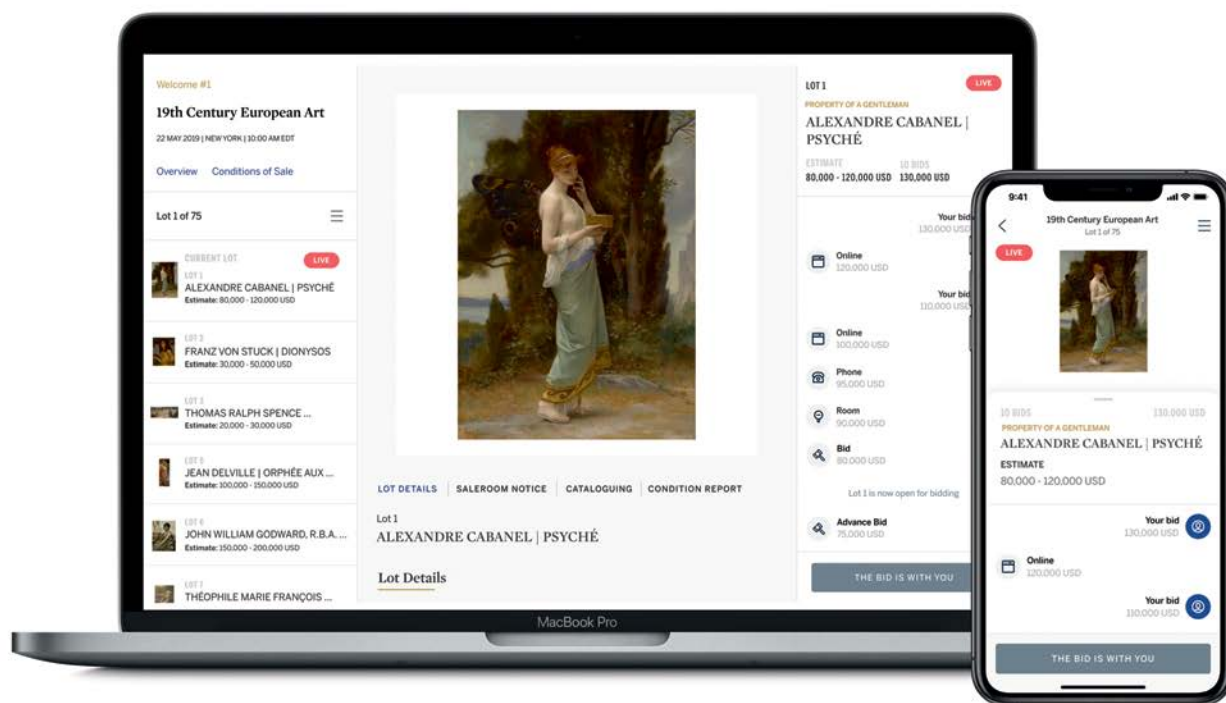 Welcome #1
19th Century European Art
22 MAY 2019 | NEW YORK | 10:00 AM EDT
Overview Conditions of Sale
Lot 1 of 75
CURRENT LOT LIVE
LOT 1
ALEXANDRE CABANEL | PSYCHÉ
Estimate: 80,000 - 120,000 USD
LOT 2
FRANZ VON STUCK | DIONYSOS
Estimate: 30,000 - 50,000 USD
LOT 3
THOMAS RALPH SPENCE ...
Estimate: 20,000 - 30,000 USD
LOT 5
JEAN DELVILLE | ORPHÉE AUX ...
Estimate: 100,000 - 150,000 USD
LOT 6
JOHN WILLIAM GODWARD, R.B.A. ...
Estimate: 150,000 - 200,000 USD
LOT 7
THÉOPHILE MARIE FRANÇOIS ...
LOT DETAILS | SALEROOM NOTICE | CATALOGUING | CONDITION REPORT
Lot 1
ALEXANDRE CABANEL | PSYCHÉ
Lot Details
LOT 1 LIVE
PROPERTY OF A GENTLEMAN
ALEXANDRE CABANEL |
PSYCHÉ
ESTIMATE 10 BIDS
80,000 - 120,000 USD 130,000 USD
Your bid
130,000 USD
Online
120,000 USD
Your bid
110,000 USD
Online
100,000 USD
Phone
95,000 USD
Room
90,000 USD
Bid
80,000 USD
Lot 1 is now open for bidding
Advance Bid
75,000 USD
THE BID IS WITH YOU
MacBook Pro
9:41
19th Century European Art
Lot 1 of 75
LIVE
10 BIDS 130,000 USD
PROPERTY OF A GENTLEMAN
ALEXANDRE CABANEL | PSYCHÉ
ESTIMATE
80,000 - 120,000 USD
Your bid
130,000 USD
Online
120,000 USD
Your bid
110,000 USD
THE BID IS WITH YOU